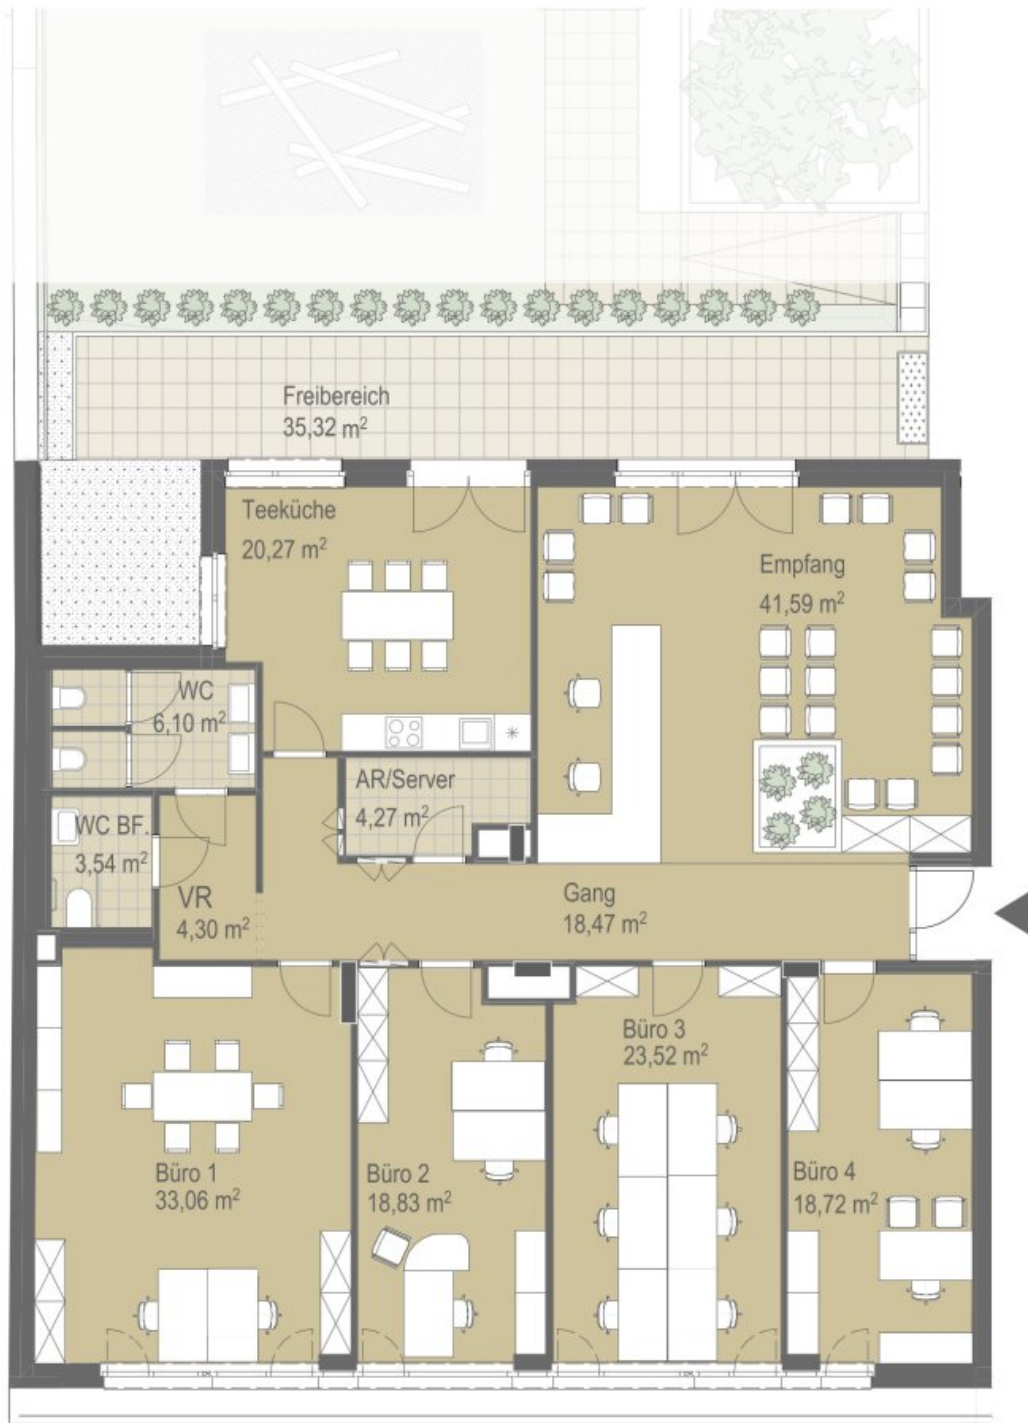 Freibereich
35,32 m²
Teeküche
20,27 m²
Empfang
41,59 m²
WC
6,10 m²
AR/Server
4,27 m²
WC BF.
3,54 m²
VR
4,30 m²
Gang
18,47 m²
Büro 1
33,06 m²
Büro 2
18,83 m²
Büro 3
23,52 m²
Büro 4
18,72 m²